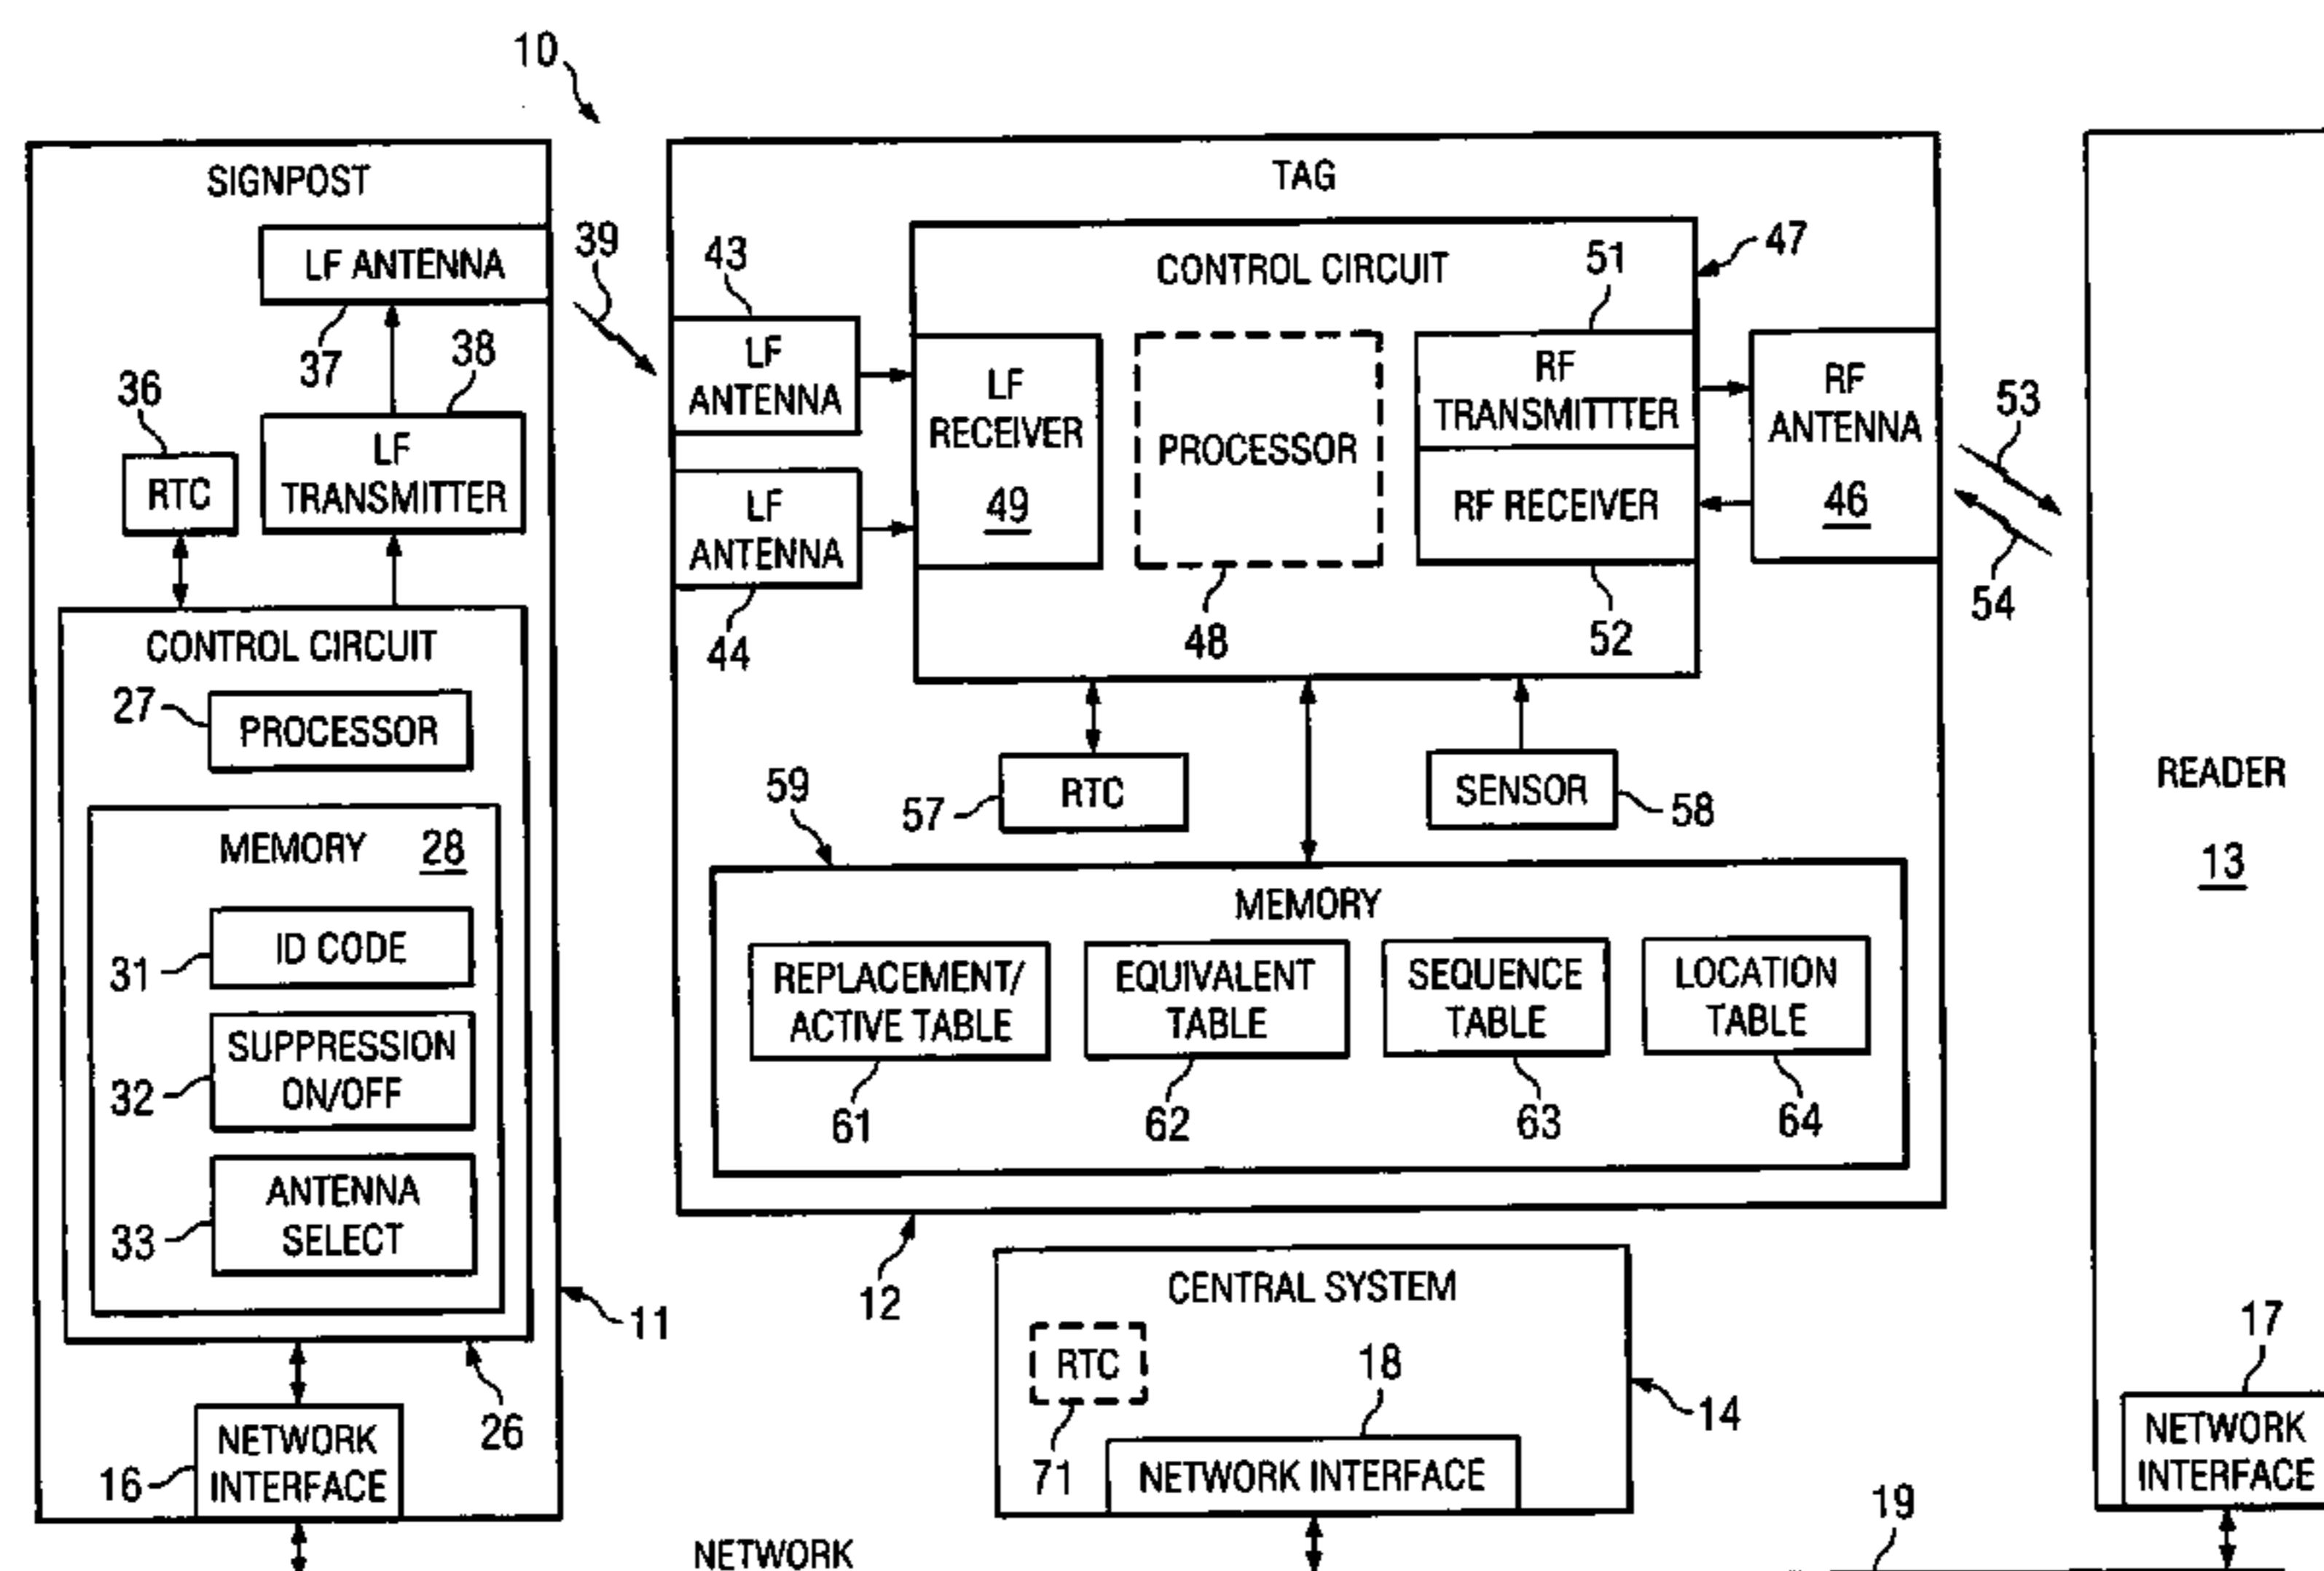 10
SIGNPOST
LF ANTENNA
37
38
36
RTC
LF
TRANSMITTER
CONTROL CIRCUIT
27
PROCESSOR
MEMORY 28
31
ID CODE
32
SUPPRESSION
ON/OFF
33
ANTENNA
SELECT
11
26
16
NETWORK
INTERFACE
39
TAG
43
LF
ANTENNA
LF
ANTENNA
44
CONTROL CIRCUIT
47
LF
RECEIVER
49
PROCESSOR
48
51
RF
TRANSMITTTER
RF RECEIVER
52
RF
ANTENNA
46
53
54
57
RTC
SENSOR
58
59
MEMORY
REPLACEMENT/
ACTIVE TABLE
61
EQUIVALENT
TABLE
62
SEQUENCE
TABLE
63
LOCATION
TABLE
64
12
CENTRAL SYSTEM
RTC
71
18
NETWORK INTERFACE
14
READER
13
17
NETWORK
INTERFACE
NETWORK
19